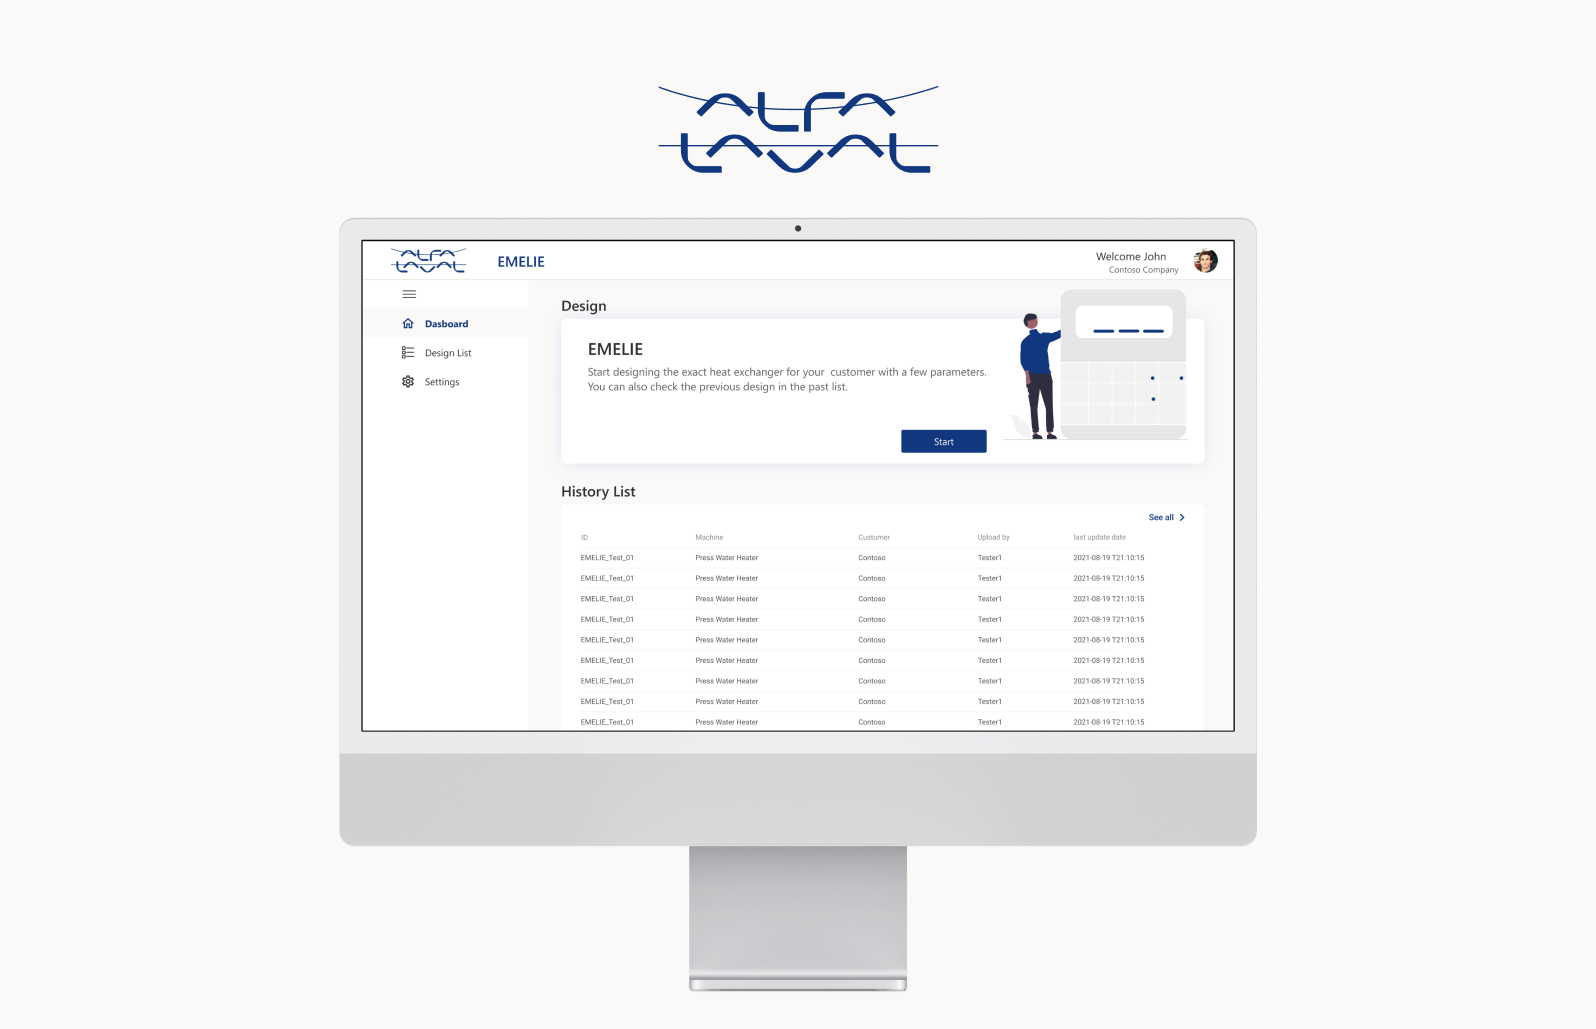 ALFA
LAVAL
ALFA
LAVAL
EMELIE
Welcome John
Contoso Company
Dasboard
Design List
Settings
Design
EMELIE
Start designing the exact heat exchanger for your customer with a few parameters.
You can also check the previous design in the past list.
Start
History List
See all
ID Machine Customer Upload by last update date
EMELIE_Test_01 Press Water Heater Contoso Tester1 2021-08-19 T21:10:15
EMELIE_Test_01 Press Water Heater Contoso Tester1 2021-08-19 T21:10:15
EMELIE_Test_01 Press Water Heater Contoso Tester1 2021-08-19 T21:10:15
EMELIE_Test_01 Press Water Heater Contoso Tester1 2021-08-19 T21:10:15
EMELIE_Test_01 Press Water Heater Contoso Tester1 2021-08-19 T21:10:15
EMELIE_Test_01 Press Water Heater Contoso Tester1 2021-08-19 T21:10:15
EMELIE_Test_01 Press Water Heater Contoso Tester1 2021-08-19 T21:10:15
EMELIE_Test_01 Press Water Heater Contoso Tester1 2021-08-19 T21:10:15
EMELIE_Test_01 Press Water Heater Contoso Tester1 2021-08-19 T21:10:15